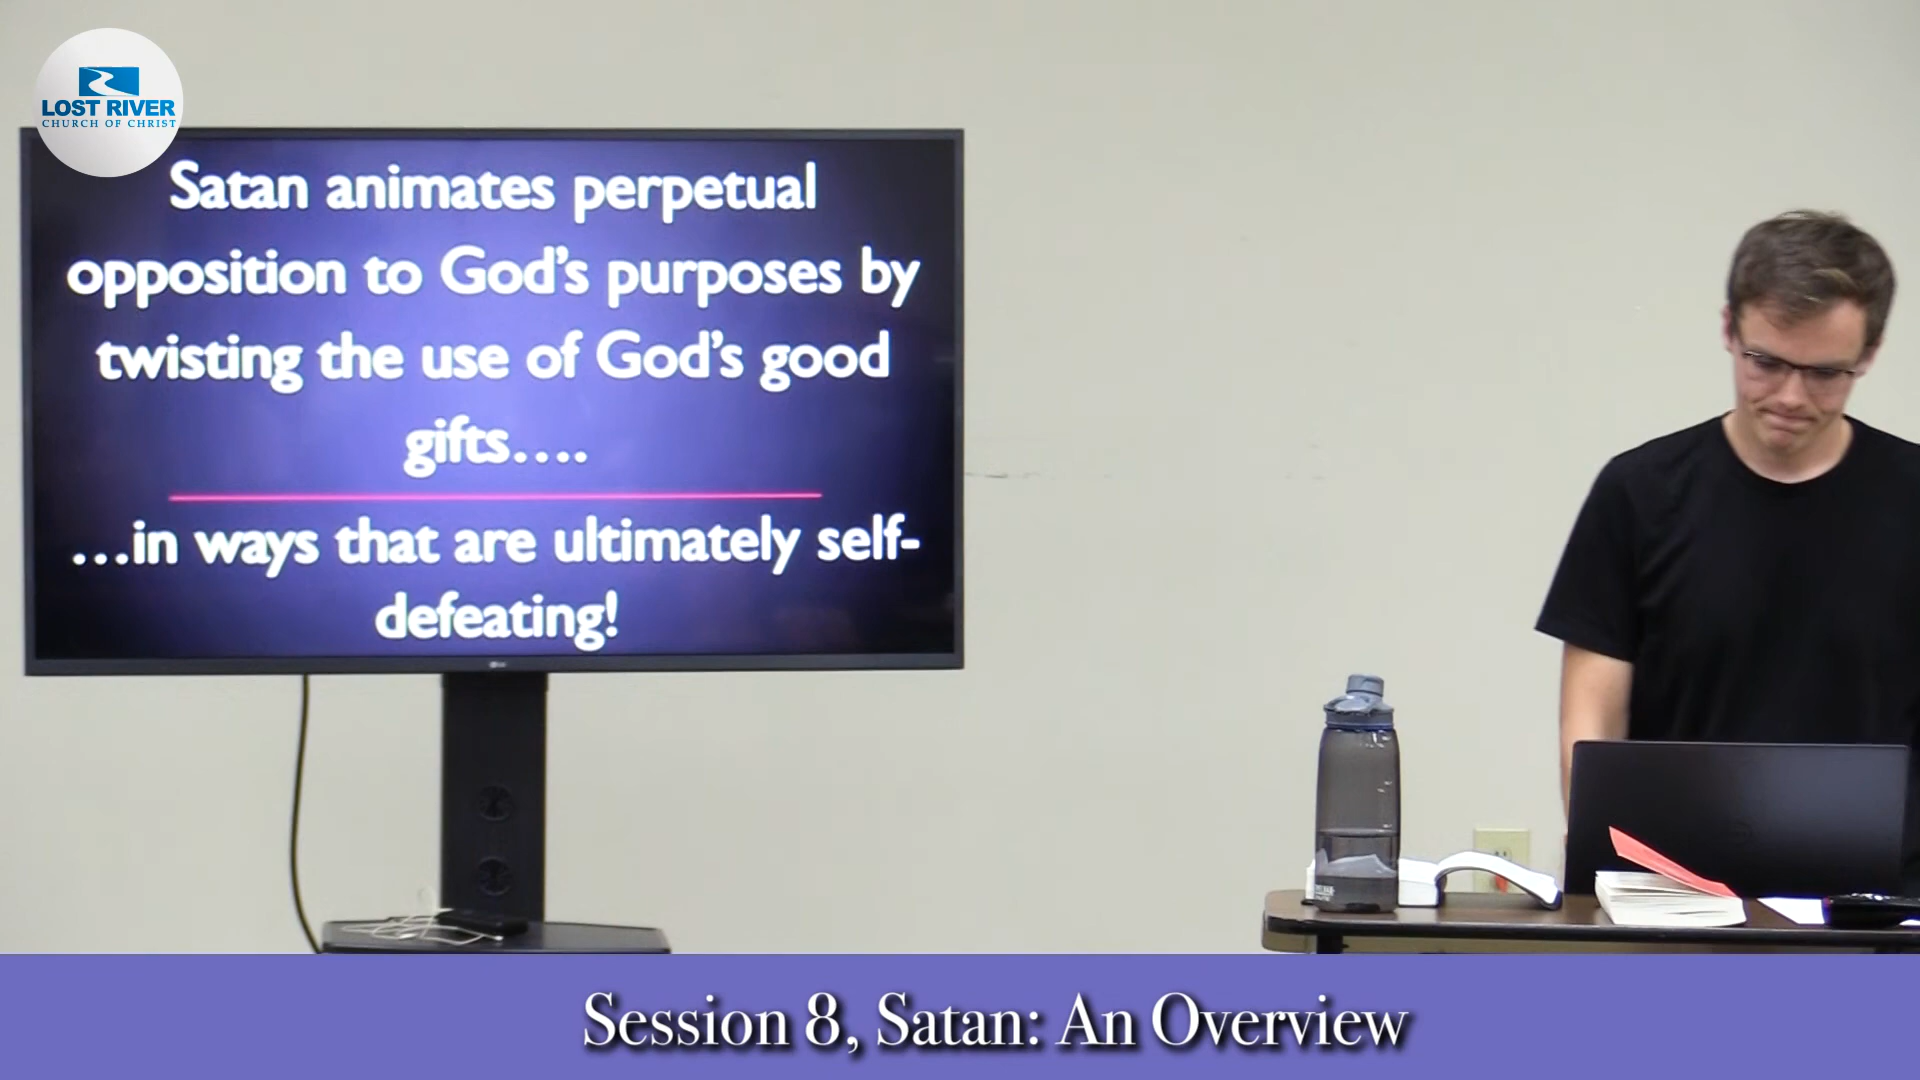 LOST RIVER
CHURCH OF CHRIST
Satan animates perpetual
opposition to God's purposes by
twisting the use of God's good
gifts....
...in ways that are ultimately self-
defeating!
Session 8, Satan: An Overview